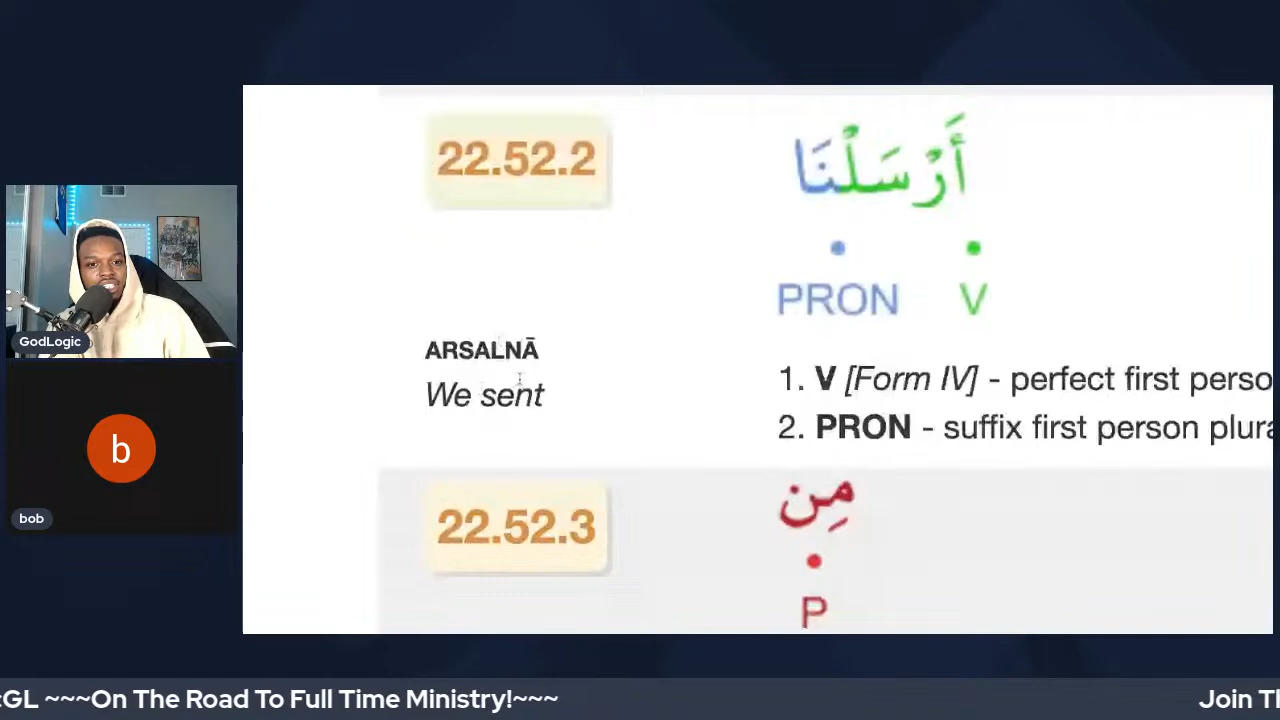 22.52.2
أَرْسَلْنَا
PRON V
ARSALNĀ
We sent
1. V [Form IV] - perfect first perso
2. PRON - suffix first person plura
22.52.3
مِن
P
GodLogic
b
bob
GL ~~~On The Road To Full Time Ministry!~~~
Join Th